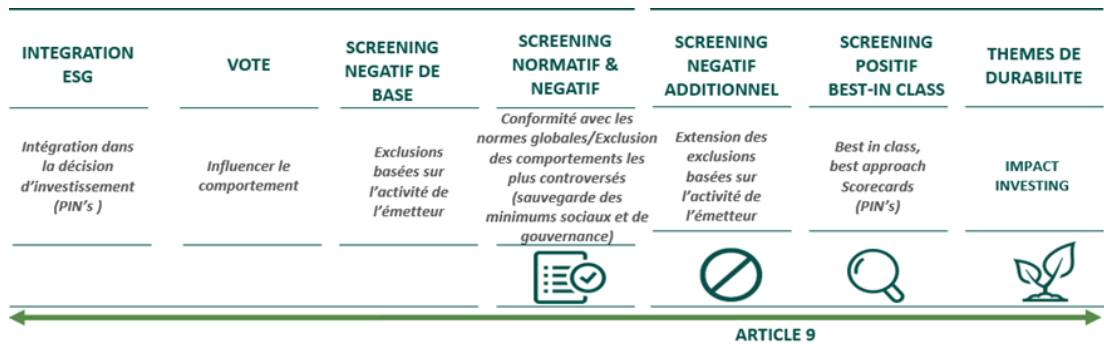 INTEGRATION
ESG
VOTE
SCREENING
NEGATIF DE
BASE
SCREENING
NORMATIF &
NEGATIF
SCREENING
NEGATIF
ADDITIONNEL
SCREENING
POSITIF
BEST-IN CLASS
THEMES DE
DURABILITE
Intégration dans
la décision
d'investissement
(PIN's )
Influencer le
comportement
Exclusions
basées sur
l'activité de
l'émetteur
Conformité avec les
normes globales/Exclusion
des comportements les
plus controversés
(sauvegarde des
minimums sociaux et de
gouvernance)
Extension des
exclusions
basées sur
l'activité de
l'émetteur
Best in class,
best approach
Scorecards
(PIN's)
IMPACT
INVESTING
ARTICLE 9